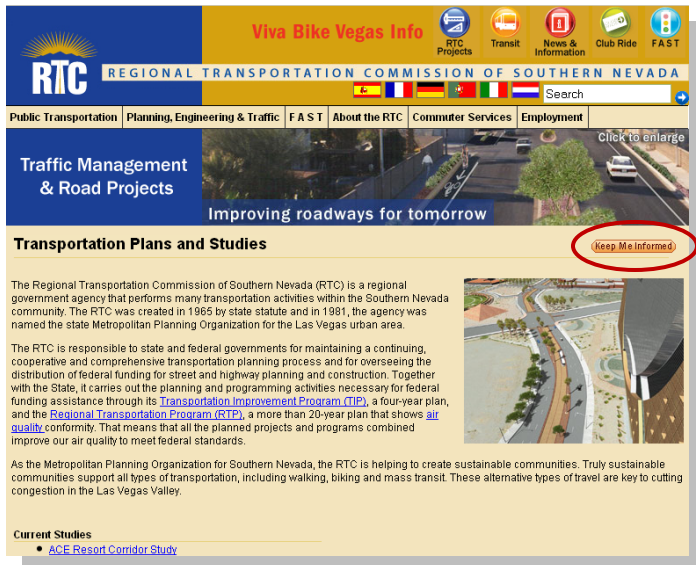 Viva Bike Vegas Info
RTC Projects
Transit
News & Information
Club Ride
FAST
RTC
REGIONAL TRANSPORTATION COMMISSION OF SOUTHERN NEVADA
Search
Public Transportation
Planning, Engineering & Traffic
FAST
About the RTC
Commuter Services
Employment
Click to enlarge
Traffic Management
& Road Projects
Improving roadways for tomorrow
Transportation Plans and Studies
Keep Me Informed
The Regional Transportation Commission of Southern Nevada (RTC) is a regional
government agency that performs many transportation activities within the Southern Nevada
community. The RTC was created in 1965 by state statute and in 1981, the agency was
named the state Metropolitan Planning Organization for the Las Vegas urban area.
The RTC is responsible to state and federal governments for maintaining a continuing,
cooperative and comprehensive transportation planning process and for overseeing the
distribution of federal funding for street and highway planning and construction. Together
with the State, it carries out the planning and programming activities necessary for federal
funding assistance through its Transportation Improvement Program (TIP), a four-year plan,
and the Regional Transportation Program (RTP), a more than 20-year plan that shows air
quality conformity. That means that all the planned projects and programs combined
improve our air quality to meet federal standards.
As the Metropolitan Planning Organization for Southern Nevada, the RTC is helping to create sustainable communities. Truly sustainable
communities support all types of transportation, including walking, biking and mass transit. These alternative types of travel are key to cutting
congestion in the Las Vegas Valley.
Current Studies
ACE Resort Corridor Study